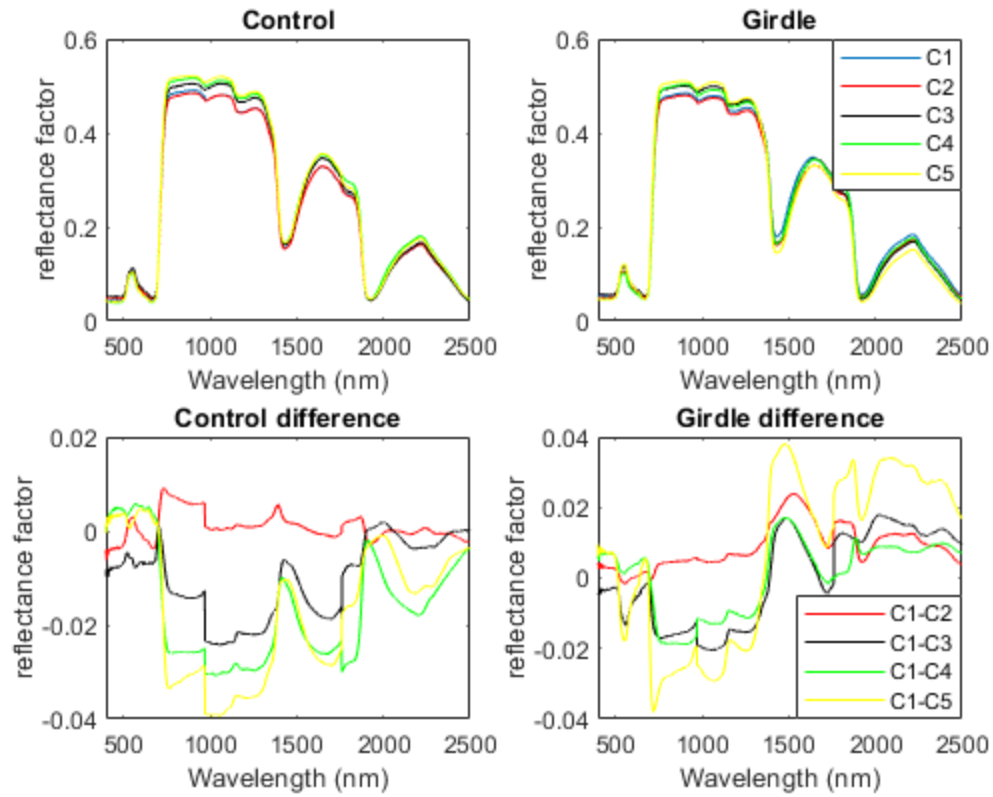 Control
Girdle
0.6
0.4
0.2
0
reflectance factor
500 1000 1500 2000 2500
Wavelength (nm)
0.6
0.4
0.2
0
reflectance factor
500 1000 1500 2000 2500
Wavelength (nm)
C1
C2
C3
C4
C5
Control difference
Girdle difference
0.02
0
-0.02
-0.04
reflectance factor
500 1000 1500 2000 2500
Wavelength (nm)
0.04
0.02
0
-0.02
-0.04
reflectance factor
500 1000 1500 2000 2500
Wavelength (nm)
C1-C2
C1-C3
C1-C4
C1-C5